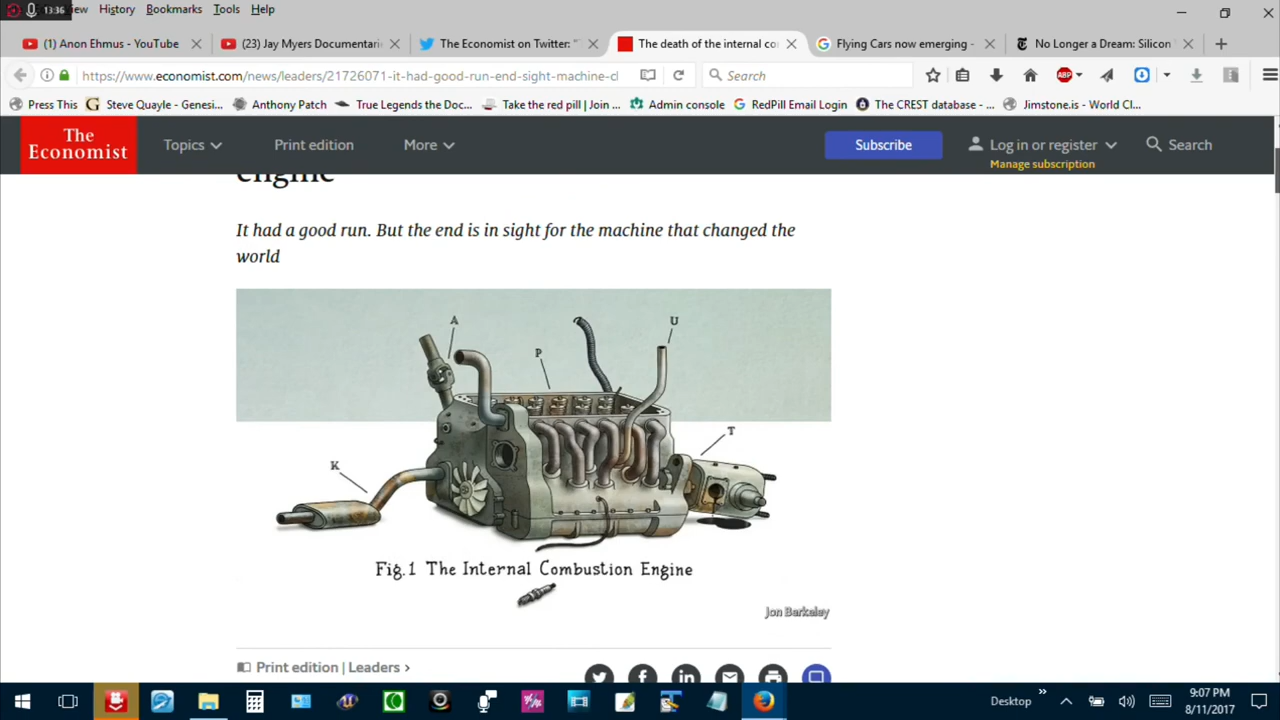 13:36 iew History Bookmarks Tools Help
(1) Anon Ehmus - YouTube
(23) Jay Myers Documentari
The Economist on Twitter: "
The death of the internal co
Flying Cars now emerging -
No Longer a Dream: Silicon
https://www.economist.com/news/leaders/21726071-it-had-good-run-end-sight-machine-cl
Search
ABP
Press This
G Steve Quayle - Genesi...
Anthony Patch
True Legends the Doc...
Take the red pill | Join ...
Admin console
G RedPill Email Login
The CREST database - ...
Jimstone.is - World Cl...
The
Economist
Topics
Print edition
More
Subscribe
Log in or register
Manage subscription
Search
engine
It had a good run. But the end is in sight for the machine that changed the
world
A
U
P
T
K
Fig.1 The Internal Combustion Engine
Jon Berkeley
Print edition | Leaders >
Desktop
9:07 PM
8/11/2017